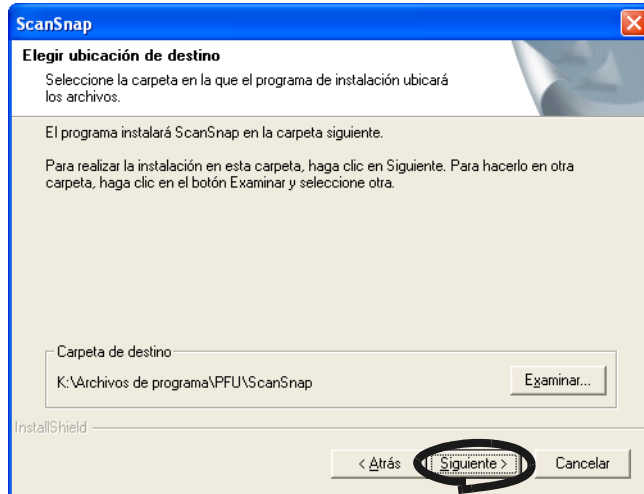 ScanSnap
Elegir ubicación de destino
Seleccione la carpeta en la que el programa de instalación ubicará
los archivos.
El programa instalará ScanSnap en la carpeta siguiente.
Para realizar la instalación en esta carpeta, haga clic en Siguiente. Para hacerlo en otra
carpeta, haga clic en el botón Examinar y seleccione otra.
Carpeta de destino
K:\Archivos de programa\PFU\ScanSnap
Examinar...
InstallShield
< Atrás
Siguiente >
Cancelar